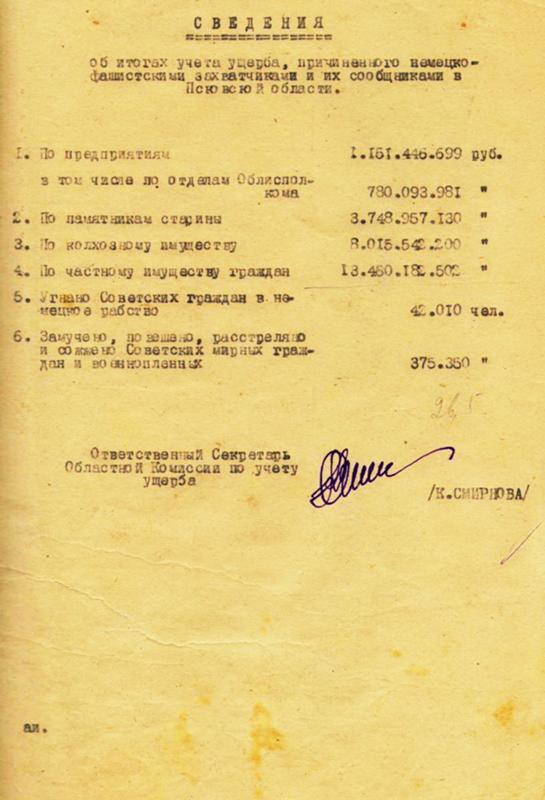 СВЕДЕНИЯ
об итогах учета ущерба, причиненного немецко-
фашистскими захватчиками и их сообщниками в
Псковской области.
1. По предприятиям 1.151.446.699 руб.
в том числе по отделам Облиспол-
кома 780.093.981 "
2. По памятникам старины 3.748.957.130 "
3. По колхозному имуществу 8.015.542.200 "
4. По частному имуществу граждан 13.450.182.502 "
5. Угнано Советских граждан в не-
мецкое рабство 42.010 чел.
6. Замучено, повешено, расстреляно
и сожжено Советских мирных граж-
дан и военнопленных 375.350 "
Ответственный Секретарь
Областной Комиссии по учету
ущерба
/К.СМИРНОВА/
ан.